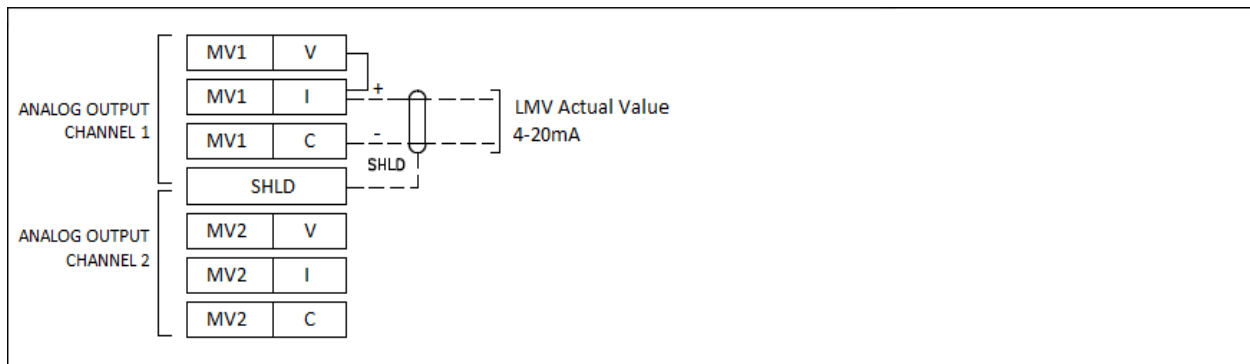 MV1 V
MV1 I
+
ANALOG OUTPUT
CHANNEL 1
LMV Actual Value
4-20mA
MV1 C
-
SHLD
SHLD
MV2 V
ANALOG OUTPUT
CHANNEL 2
MV2 I
MV2 C